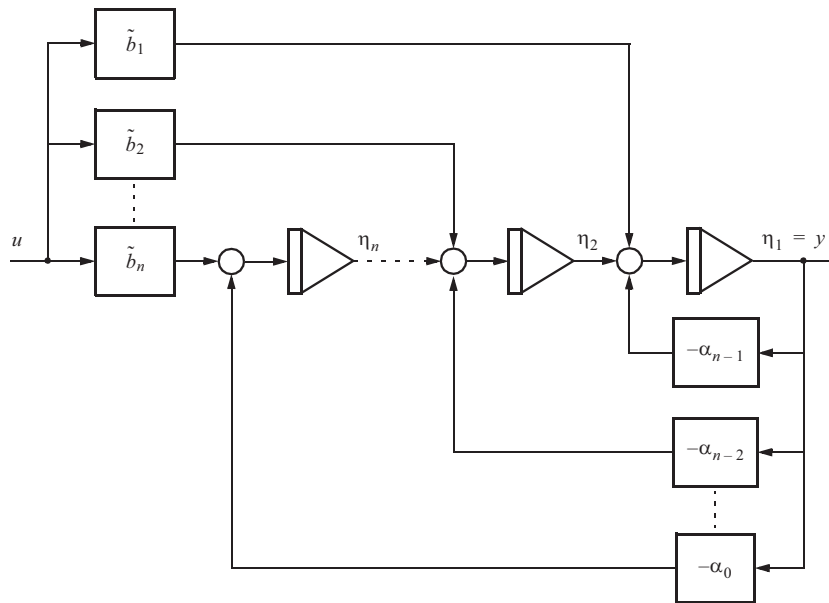 b̃₁
b̃₂
u
b̃ₙ
ηₙ
η₂
η₁ = y
−αₙ₋₁
−αₙ₋₂
−α₀